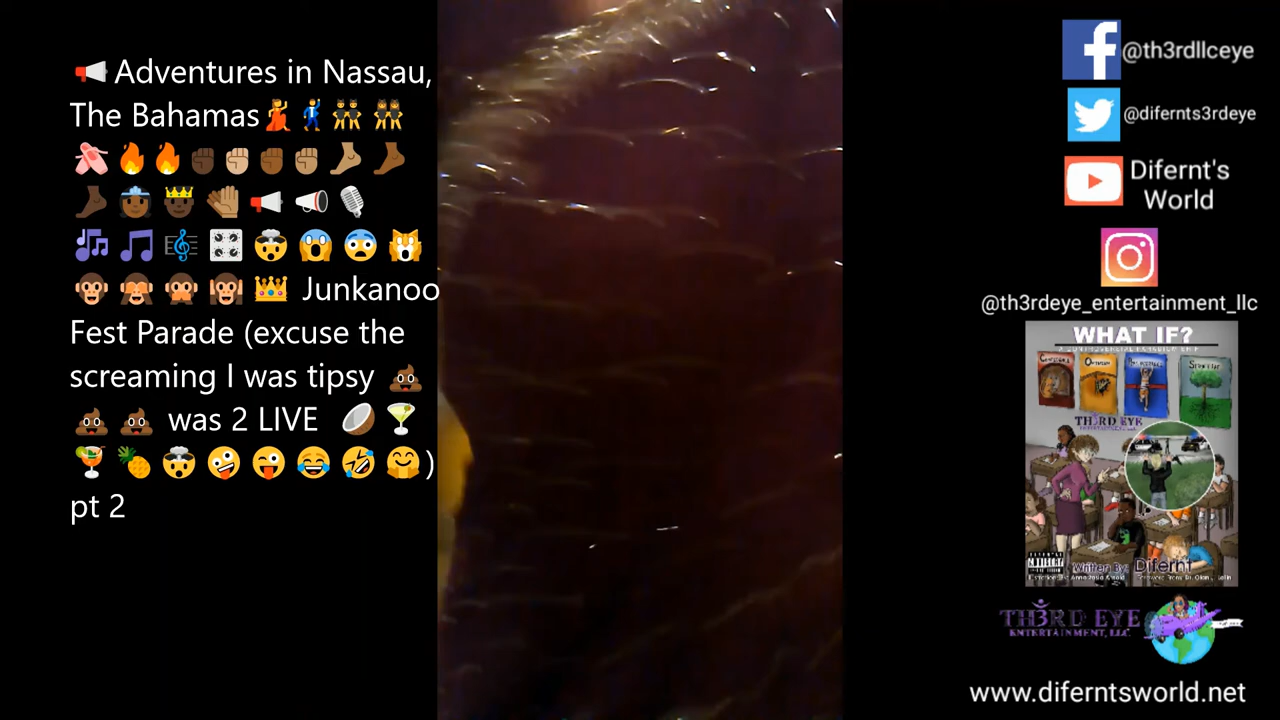 📢Adventures in Nassau,
The Bahamas💃🕺👯👯
🩰🔥🔥✊🏿✊🏼✊🏾✊🏽🦶🏽🦶🏾
🦶🏿👸🏾🤴🏿👏🏾📢📣🎙
🎶🎵🎼🎛🤯😱😨🙀
🐵🙈🙊🙉👑 Junkanoo
Fest Parade (excuse the
screaming I was tipsy 💩
💩💩 was 2 LIVE 🥥🍸
🍹🍍🤯🤪😜😂🤣🤗)
pt 2
@th3rdllceye
@difernts3rdeye
Difernt's
World
@th3rdeye_entertainment_llc
WHAT IF?
TH3RD EYE
Written By: Difernt
TH3RD EYE
ENTERTAINMENT, LLC.
www.diferntsworld.net